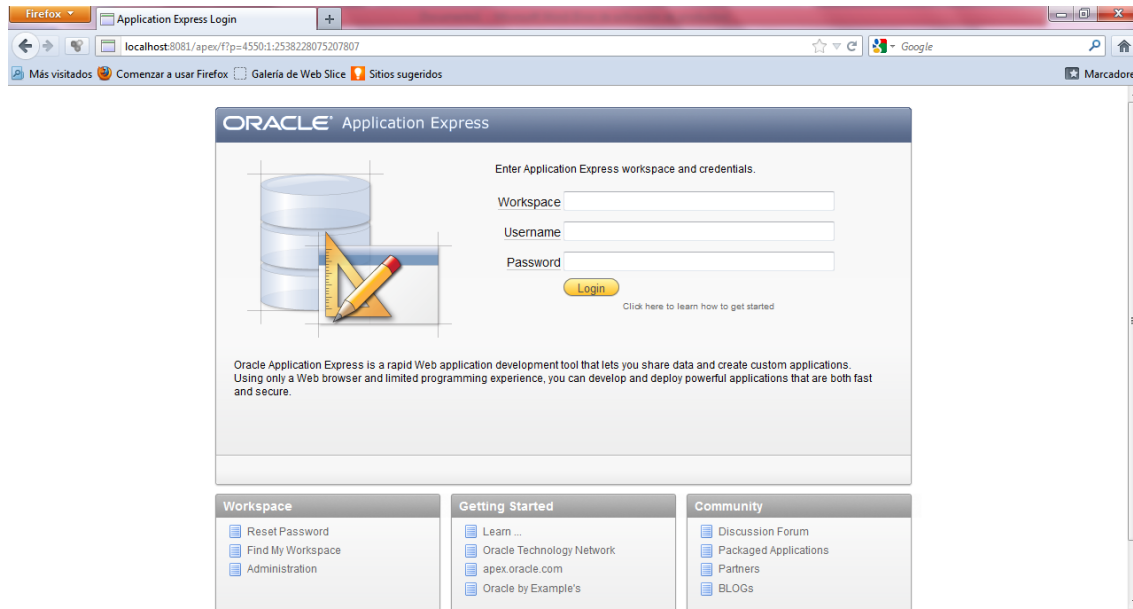 Firefox
Application Express Login
+
localhost:8081/apex/f?p=4550:1:2538228075207807
Google
Más visitados Comenzar a usar Firefox Galería de Web Slice Sitios sugeridos Marcadore
ORACLE Application Express
Enter Application Express workspace and credentials.
Workspace
Username
Password
Login
Click here to learn how to get started
Oracle Application Express is a rapid Web application development tool that lets you share data and create custom applications.
Using only a Web browser and limited programming experience, you can develop and deploy powerful applications that are both fast
and secure.
Workspace
Reset Password
Find My Workspace
Administration
Getting Started
Learn ...
Oracle Technology Network
apex.oracle.com
Oracle by Example's
Community
Discussion Forum
Packaged Applications
Partners
BLOGs